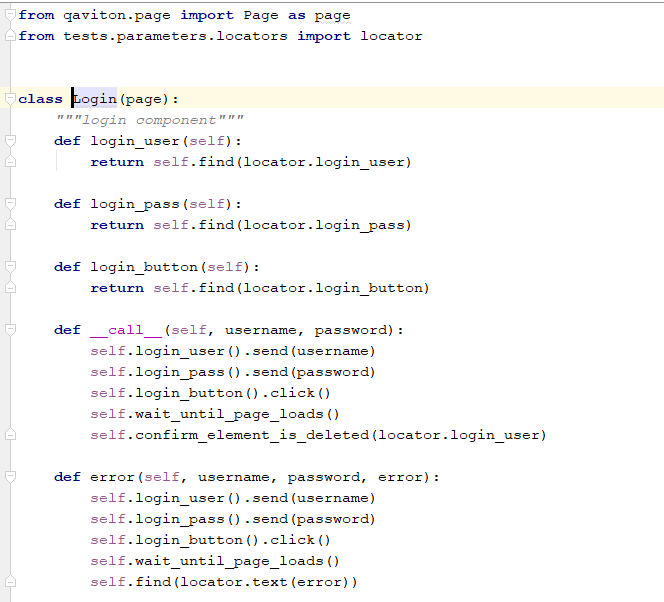 from qaviton.page import Page as page
from tests.parameters.locators import locator
class Login(page):
"""login component"""
def login_user(self):
return self.find(locator.login_user)
def login_pass(self):
return self.find(locator.login_pass)
def login_button(self):
return self.find(locator.login_button)
def __call__(self, username, password):
self.login_user().send(username)
self.login_pass().send(password)
self.login_button().click()
self.wait_until_page_loads()
self.confirm_element_is_deleted(locator.login_user)
def error(self, username, password, error):
self.login_user().send(username)
self.login_pass().send(password)
self.login_button().click()
self.wait_until_page_loads()
self.find(locator.text(error))